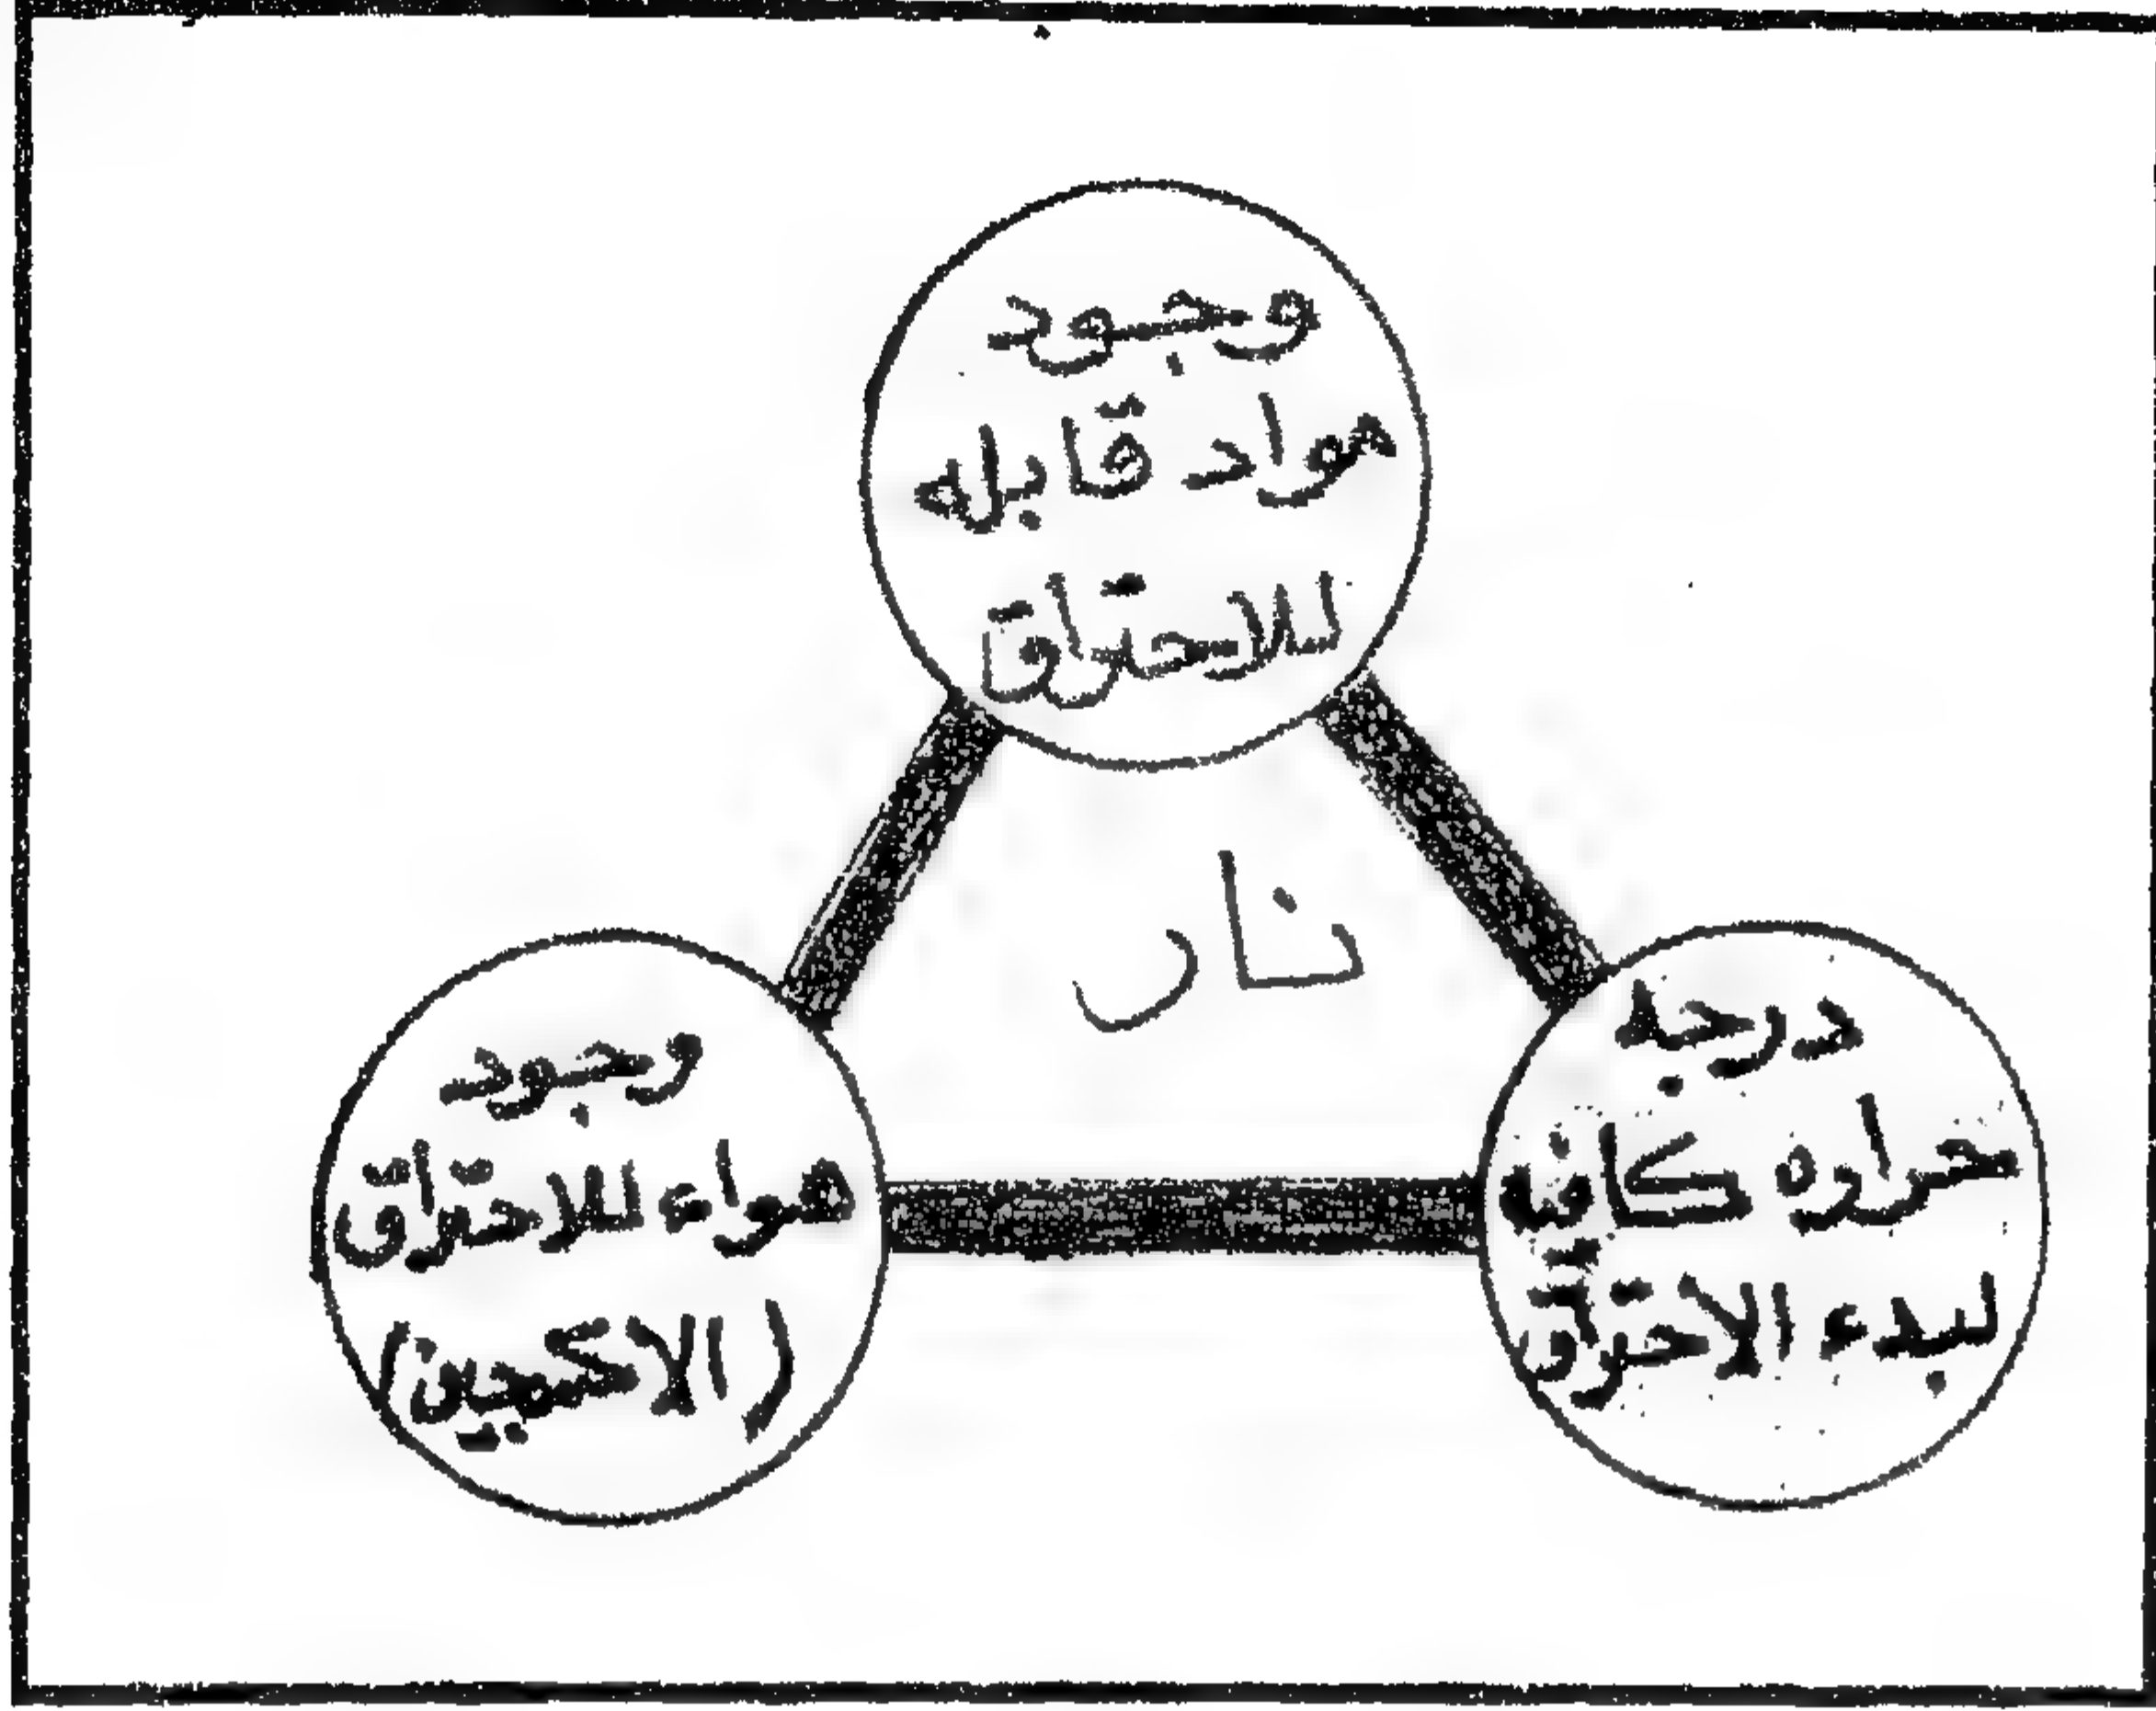 وجود
مواد قابله
للاحتراق
نار
درجه
حراره كافيه
لبدء الاحتراق
وجود
هواء للاحتراق
(الاكسجين)